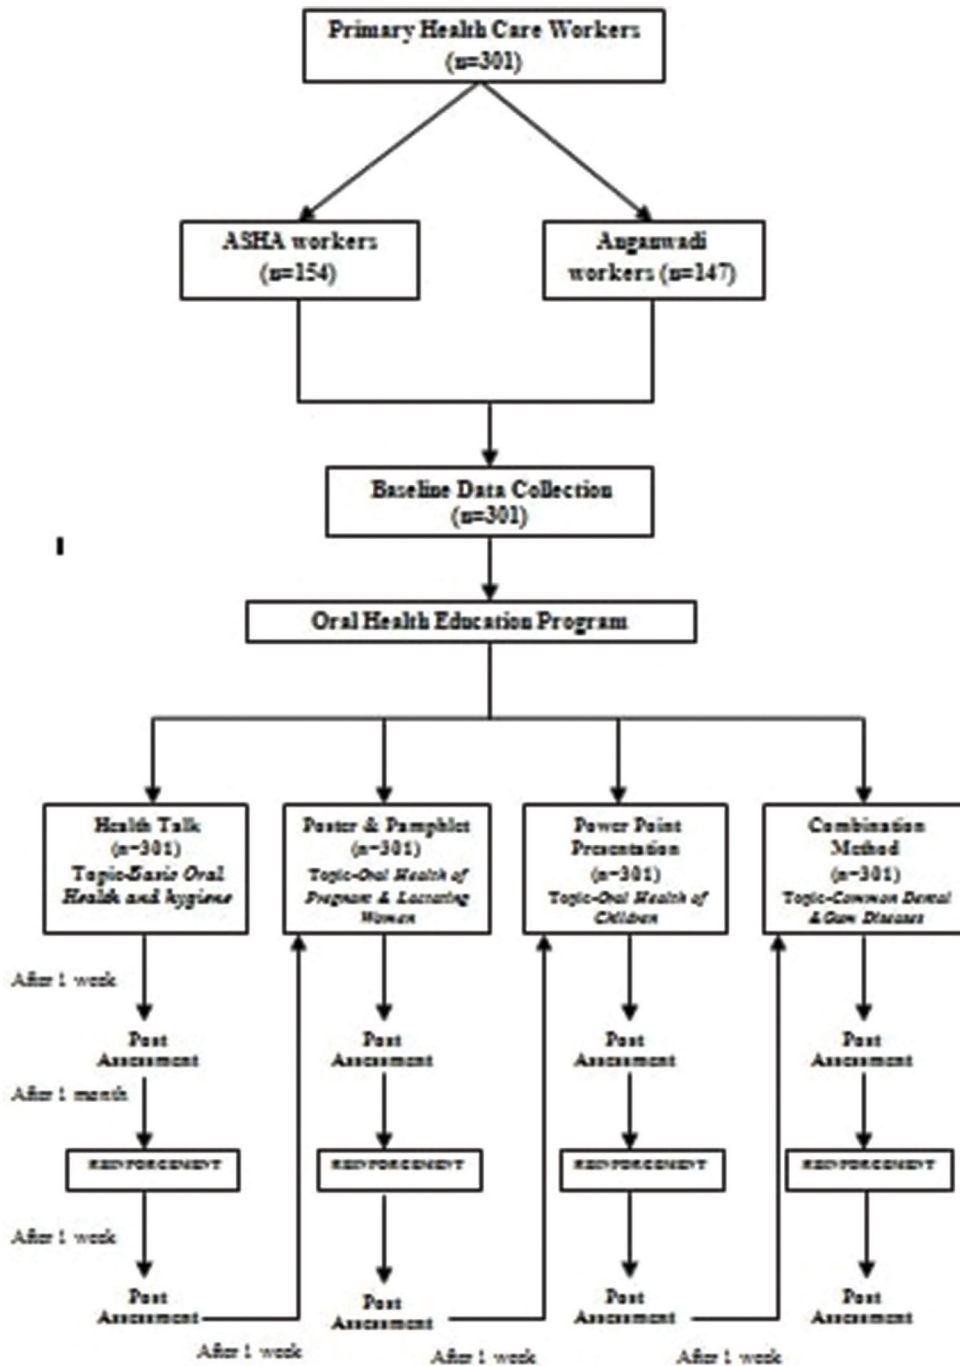 Primary Health Care Workers
(n=301)
ASHA workers
(n=154)
Anganwadi
workers (n=147)
Baseline Data Collection
(n=301)
Oral Health Education Program
Health Talk
(n=301)
Topic-Basic Oral
Health and hygiene
Poster & Pamphlet
(n=301)
Topic-Oral Health of
Pregnant & Lactating
Women
Power Point
Presentation
(n=301)
Topic-Oral Health of
Children
Combination
Method
(n=301)
Topic-Common Dental
& Gum Diseases
After 1 week
Post
Assessment
Post
Assessment
Post
Assessment
Post
Assessment
After 1 month
REINFORCEMENT
REINFORCEMENT
REINFORCEMENT
REINFORCEMENT
After 1 week
Post
Assessment
Post
Assessment
Post
Assessment
Post
Assessment
After 1 week
After 1 week
After 1 week